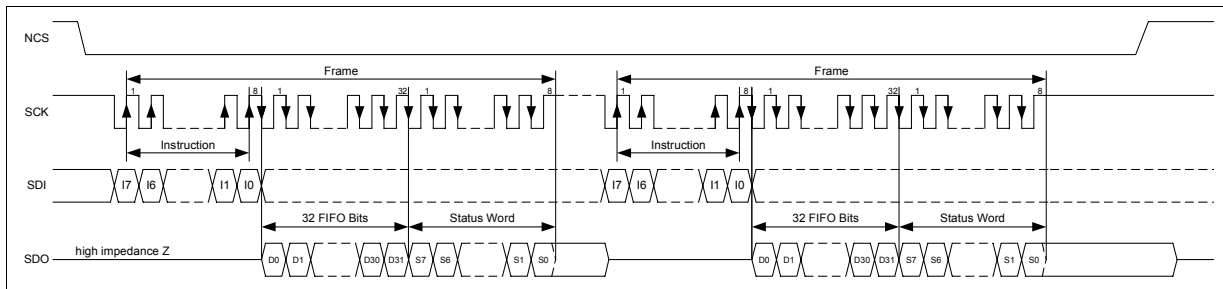 NCS
Frame Frame
SCK 1 8 1 32 1 8 1 8 1 32 1 8
Instruction Instruction
SDI I7 I6 I1 I0 I7 I6 I1 I0
32 FIFO Bits Status Word 32 FIFO Bits Status Word
SDO high impedance Z D0 D1 D30 D31 S7 S6 S1 S0 D0 D1 D30 D31 S7 S6 S1 S0